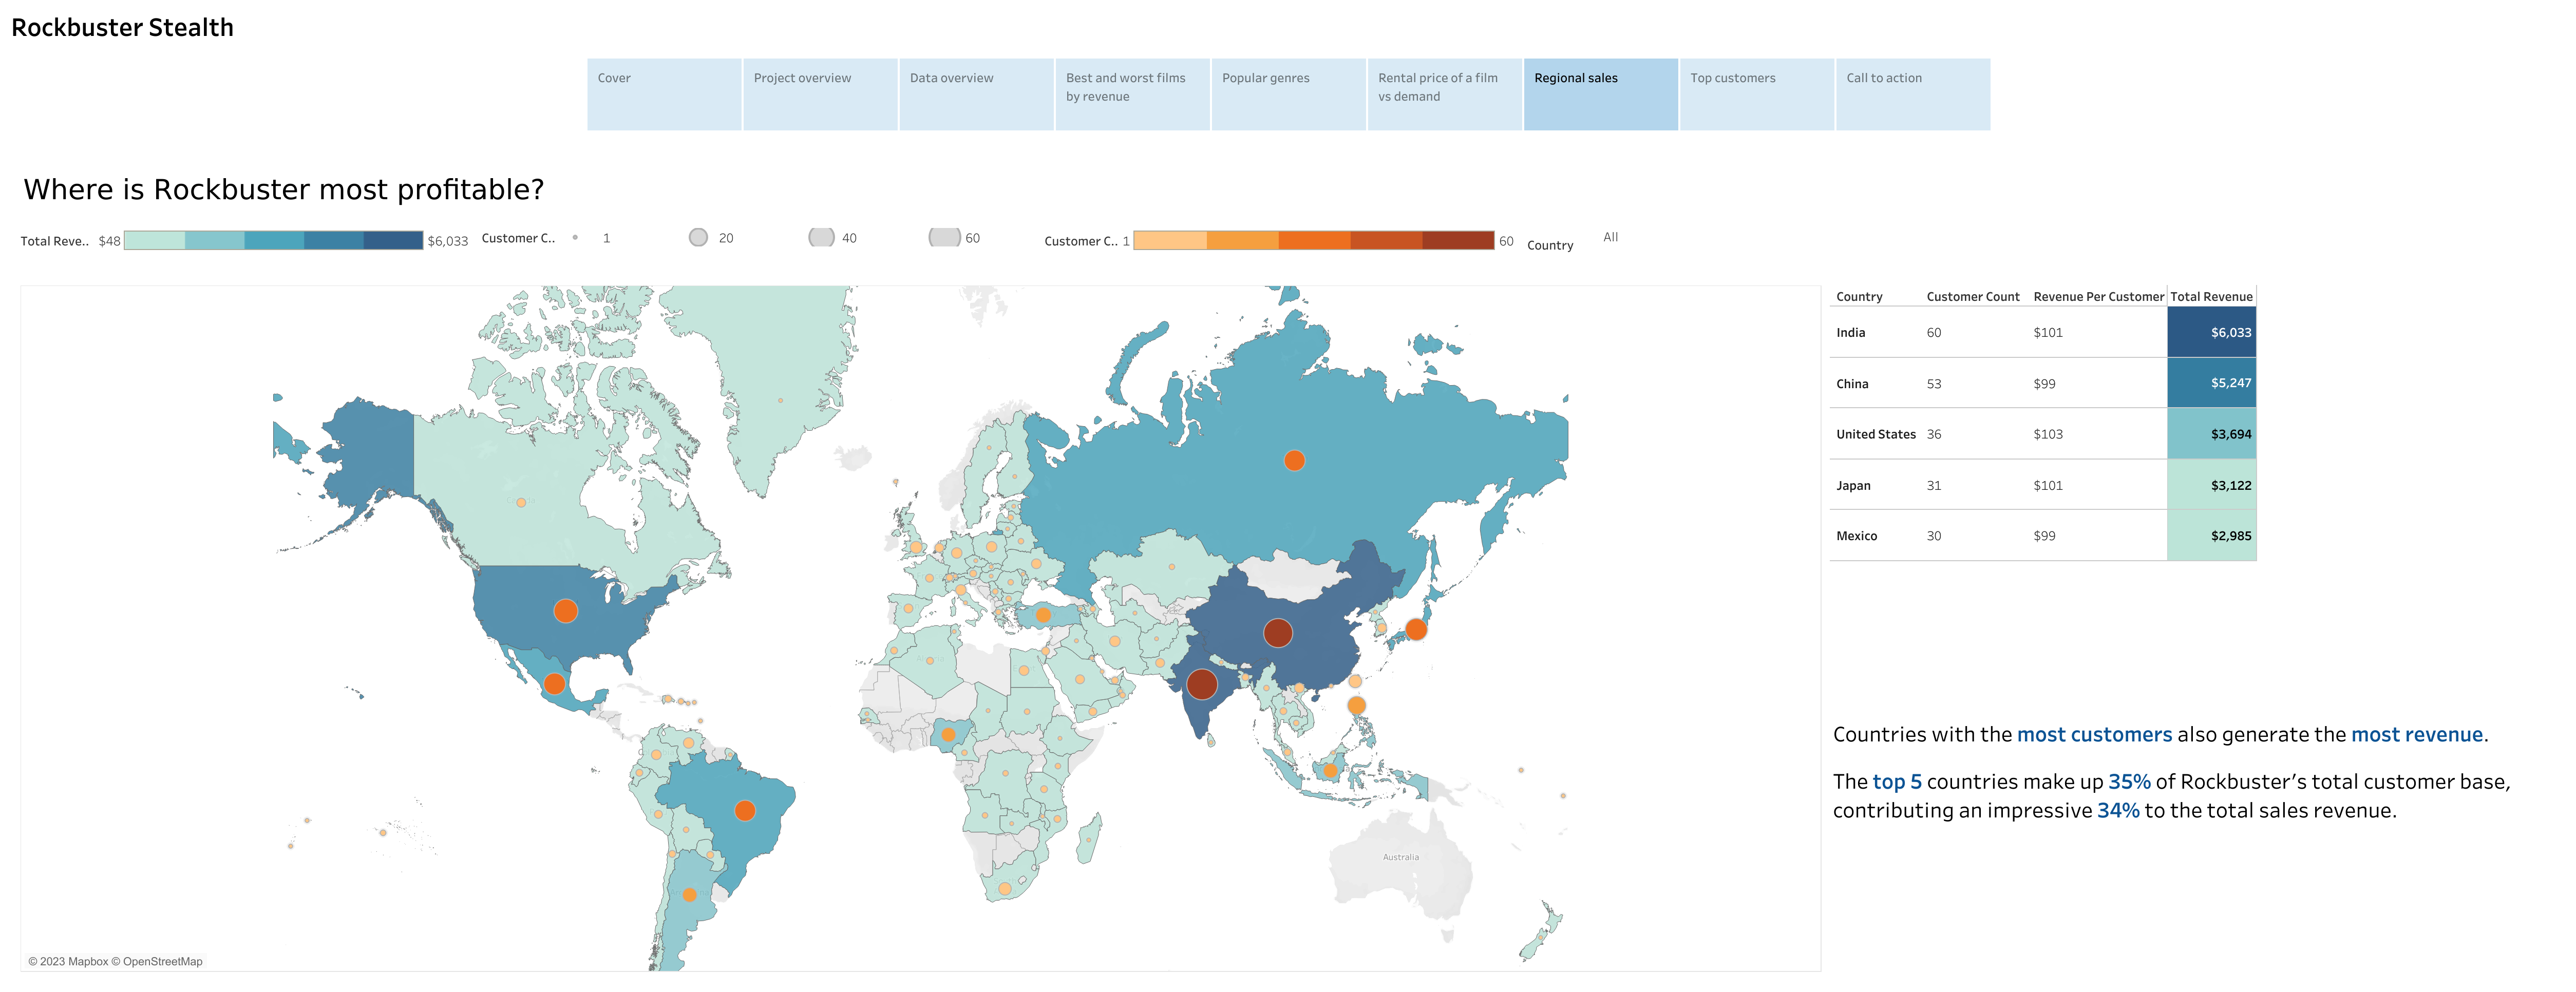 Rockbuster Stealth
Cover
Project overview
Data overview
Best and worst films
by revenue
Popular genres
Rental price of a film
vs demand
Regional sales
Top customers
Call to action
Where is Rockbuster most profitable?
Total Reve.. $48 $6,033
Customer C.. 1 20 40 60
Customer C.. 1 60
Country All
Country Customer Count Revenue Per Customer Total Revenue
India 60 $101 $6,033
China 53 $99 $5,247
United States 36 $103 $3,694
Japan 31 $101 $3,122
Mexico 30 $99 $2,985
Australia
Countries with the most customers also generate the most revenue.
The top 5 countries make up 35% of Rockbuster’s total customer base,
contributing an impressive 34% to the total sales revenue.
© 2023 Mapbox © OpenStreetMap